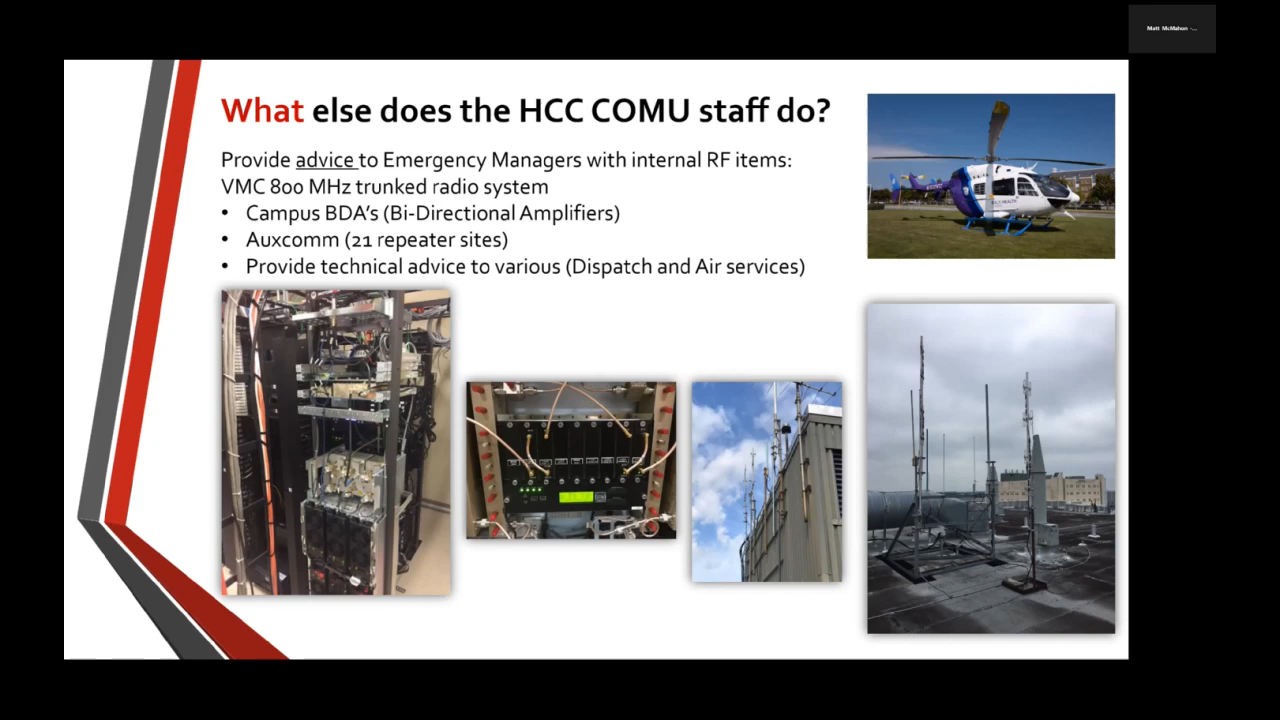 Matt McMahon -...
What else does the HCC COMU staff do?
Provide advice to Emergency Managers with internal RF items:
VMC 800 MHz trunked radio system
• Campus BDA's (Bi-Directional Amplifiers)
• Auxcomm (21 repeater sites)
• Provide technical advice to various (Dispatch and Air services)